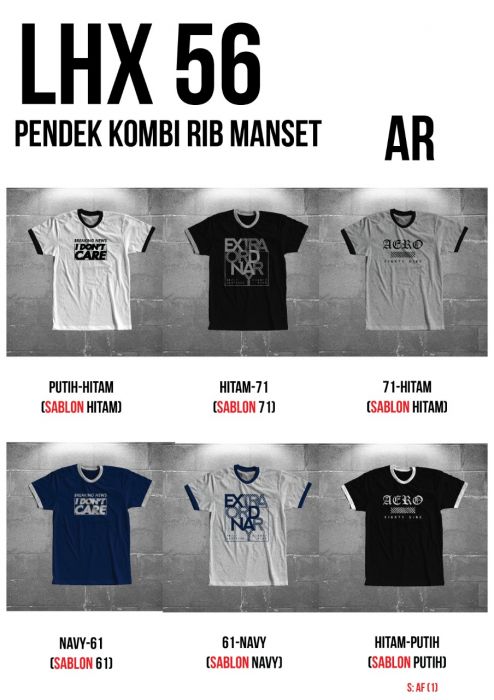 LHX 56
PENDEK KOMBI RIB MANSET
AR
BREAKING NEWS
I DON'T
CARE
EXTRA
ORD
NAR
Y
AERO
EIGHTY NINE
PUTIH-HITAM
(SABLON HITAM)
HITAM-71
(SABLON 71)
71-HITAM
(SABLON HITAM)
BREAKING NEWS
I DON'T
CARE
EXTRA
ORD
NAR
Y
AERO
EIGHTY NINE
NAVY-61
(SABLON 61)
61-NAVY
(SABLON NAVY)
HITAM-PUTIH
(SABLON PUTIH)
S: AF (1)